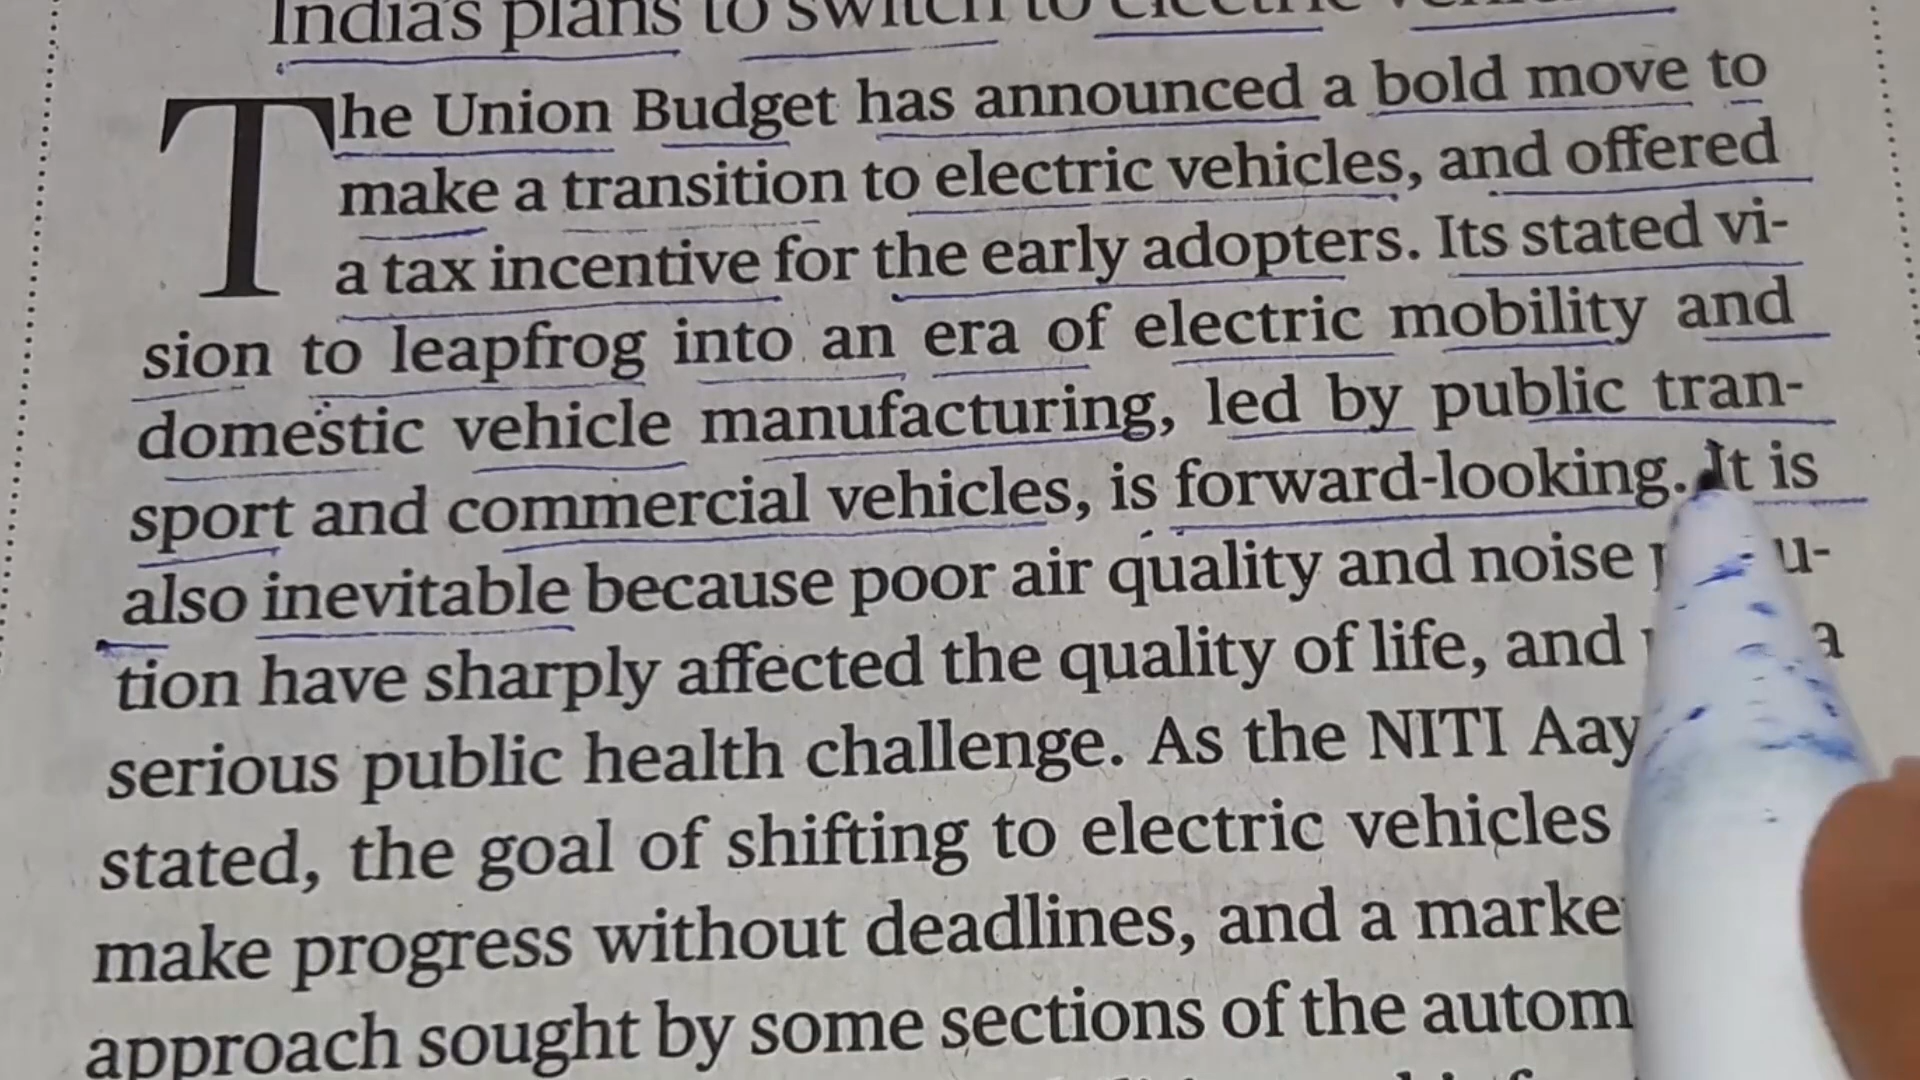 India's plans to switch to electric
The Union Budget has announced a bold move to
make a transition to electric vehicles, and offered
a tax incentive for the early adopters. Its stated vi-
sion to leapfrog into an era of electric mobility and
domestic vehicle manufacturing, led by public tran-
sport and commercial vehicles, is forward-looking. It is
also inevitable because poor air quality and noise
tion have sharply affected the quality of life, and
serious public health challenge. As the NITI
stated, the goal of shifting to electric vehicles
make progress without deadlines, and a
approach sought by some sections of the